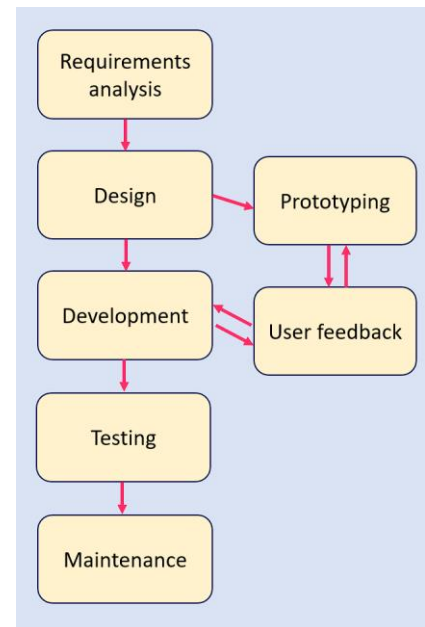 Requirements
analysis
Design
Prototyping
Development
User feedback
Testing
Maintenance